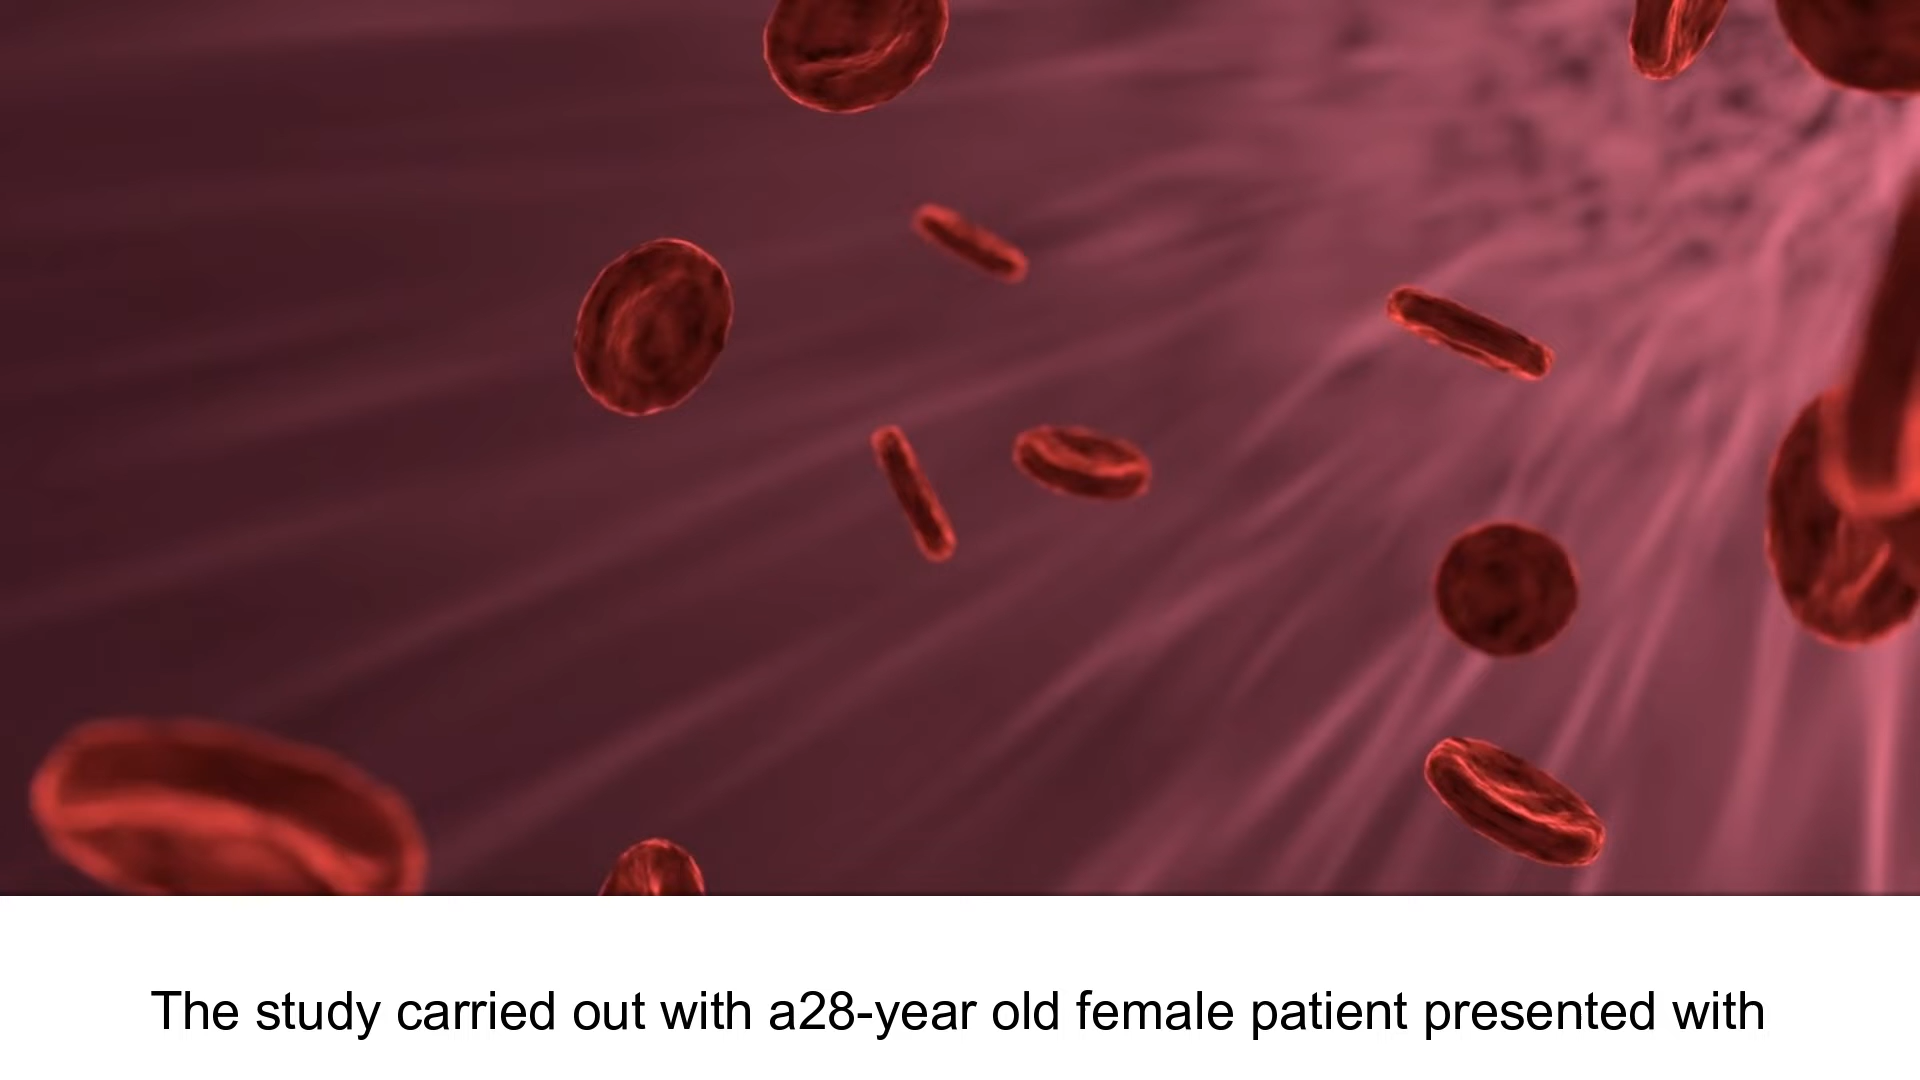 The study carried out with a28-year old female patient presented with